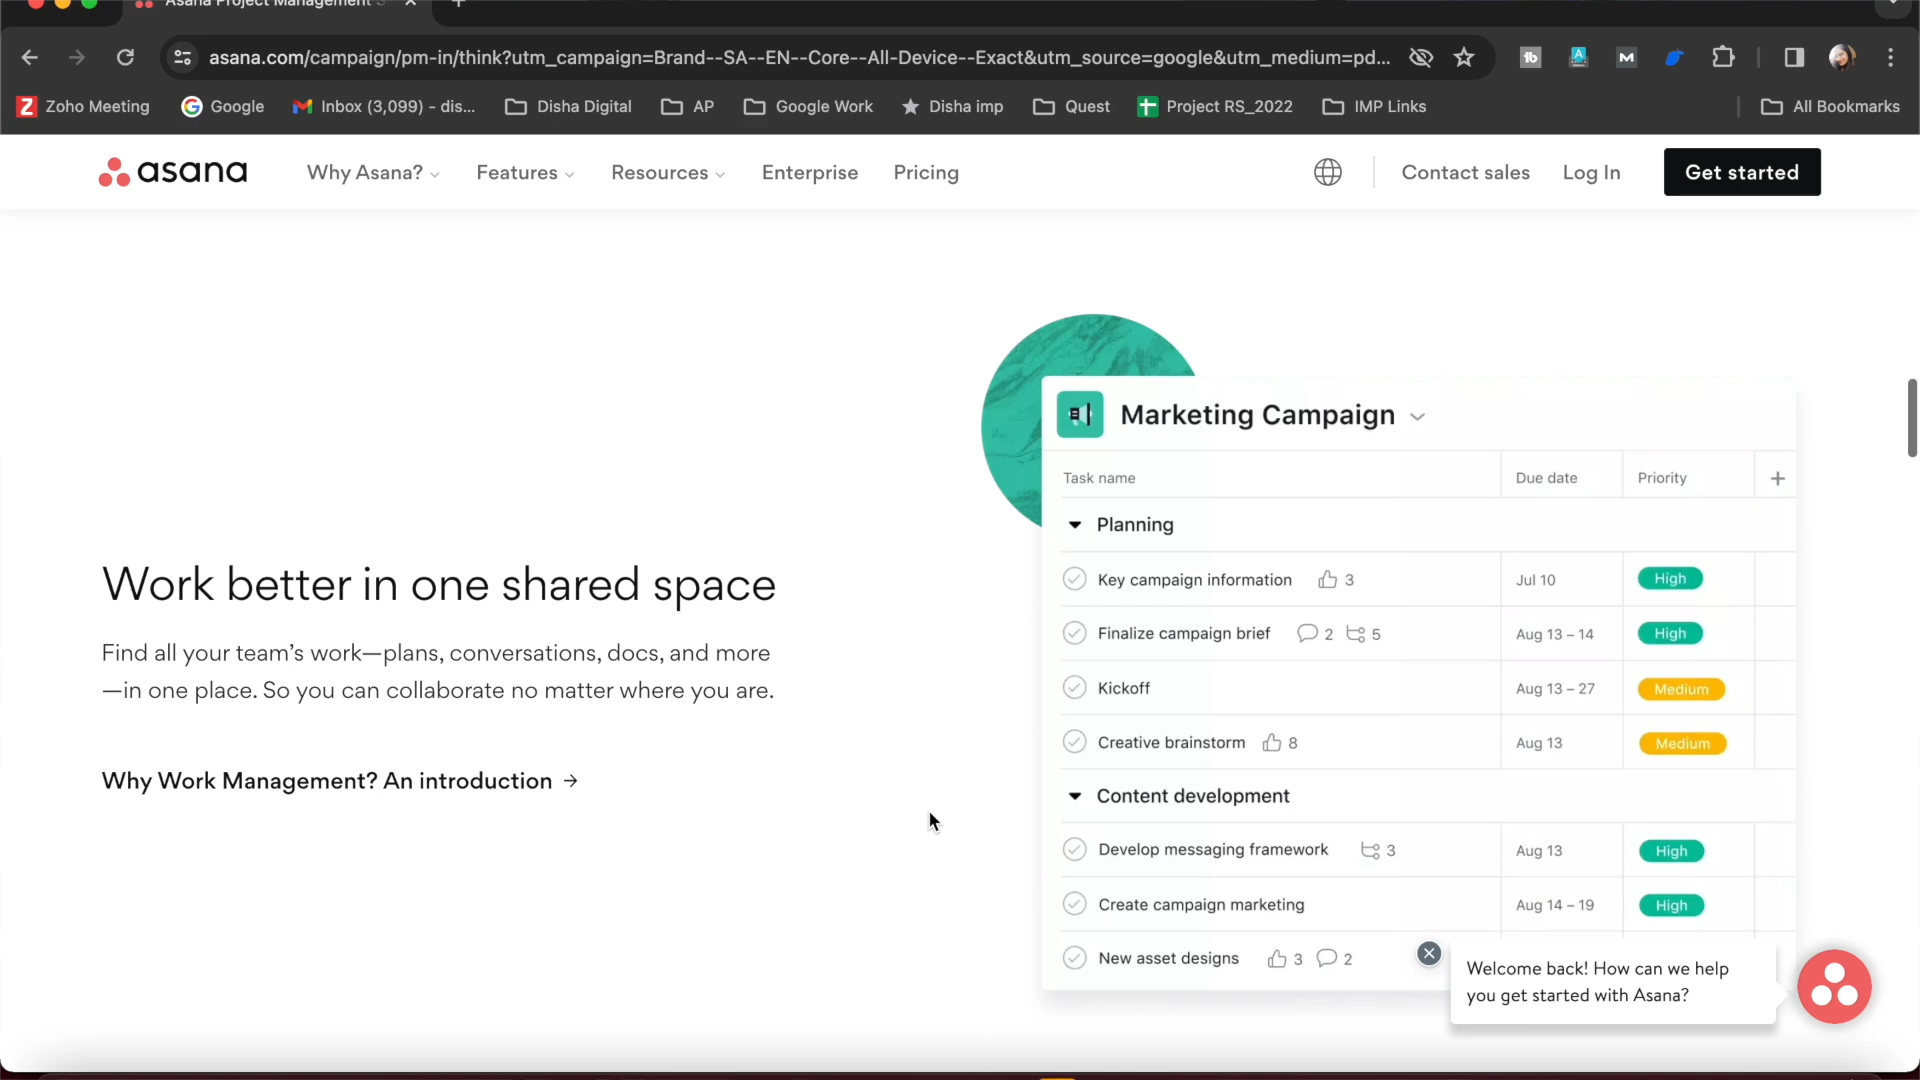 Asana Project Management
asana.com/campaign/pm-in/think?utm_campaign=Brand--SA--EN--Core--All-Device--Exact&utm_source=google&utm_medium=pd...
Zoho Meeting
Google
Inbox (3,099) - dis...
Disha Digital
AP
Google Work
Disha imp
Quest
Project RS_2022
IMP Links
All Bookmarks
asana
Why Asana?
Features
Resources
Enterprise
Pricing
Contact sales
Log In
Get started
Work better in one shared space
Find all your team’s work—plans, conversations, docs, and more
—in one place. So you can collaborate no matter where you are.
Why Work Management? An introduction →
Marketing Campaign
Task name Due date Priority +
Planning
Key campaign information 3 Jul 10 High
Finalize campaign brief 2 5 Aug 13 – 14 High
Kickoff Aug 13 – 27 Medium
Creative brainstorm 8 Aug 13 Medium
Content development
Develop messaging framework 3 Aug 13 High
Create campaign marketing Aug 14 – 19 High
New asset designs 3 2
Welcome back! How can we help
you get started with Asana?